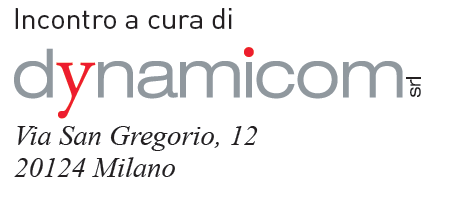 Incontro a cura di
dynamicom srl
Via San Gregorio, 12
20124 Milano